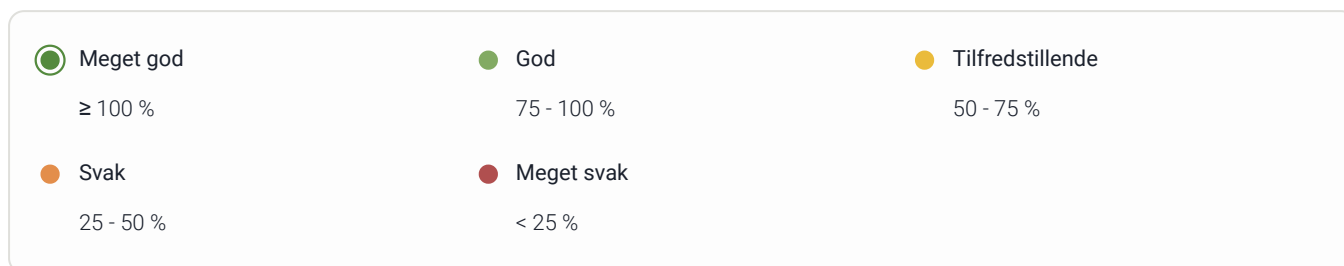 Meget god
God
Tilfredstillende
≥ 100 %
75 - 100 %
50 - 75 %
Svak
Meget svak
25 - 50 %
< 25 %